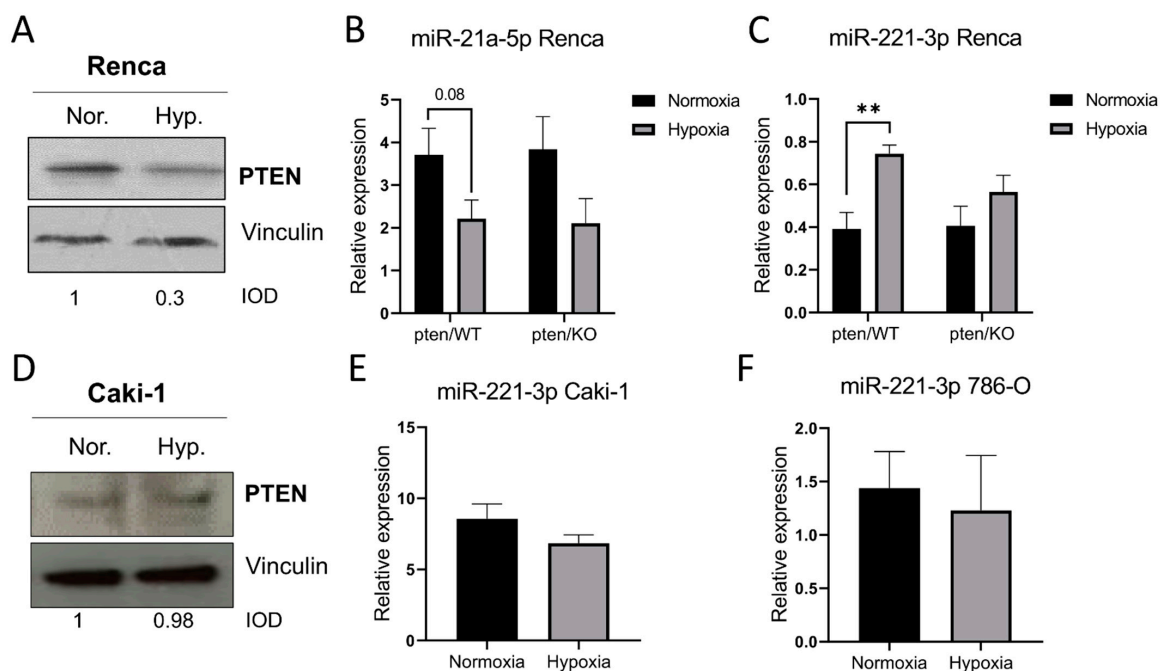 A
Renca
Nor. Hyp.
PTEN
Vinculin
1 0.3 IOD
B
miR-21a-5p Renca
Relative expression
5
4
3
2
1
0
0.08
pten/WT pten/KO
Normoxia
Hypoxia
C
miR-221-3p Renca
Relative expression
1.0
0.8
0.6
0.4
0.2
0.0
**
pten/WT pten/KO
Normoxia
Hypoxia
D
Caki-1
Nor. Hyp.
PTEN
Vinculin
1 0.98 IOD
E
miR-221-3p Caki-1
Relative expression
15
10
5
0
Normoxia Hypoxia
F
miR-221-3p 786-O
Relative expression
2.0
1.5
1.0
0.5
0.0
Normoxia Hypoxia